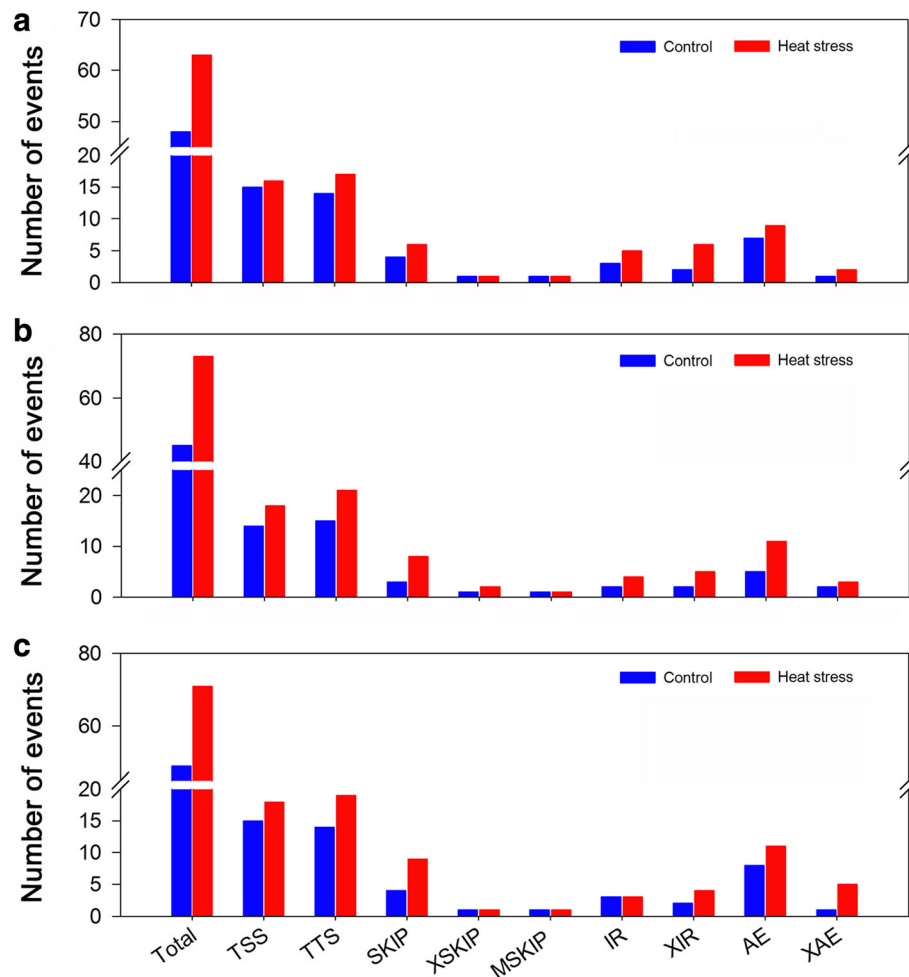 a
Number of events
70
60
50
20
15
10
5
0
Control
Heat stress
b
Number of events
80
60
40
20
10
0
Control
Heat stress
c
Number of events
80
60
20
15
10
5
0
Control
Heat stress
Total
TSS
TTS
SKIP
XSKIP
MSKIP
IR
XIR
AE
XAE